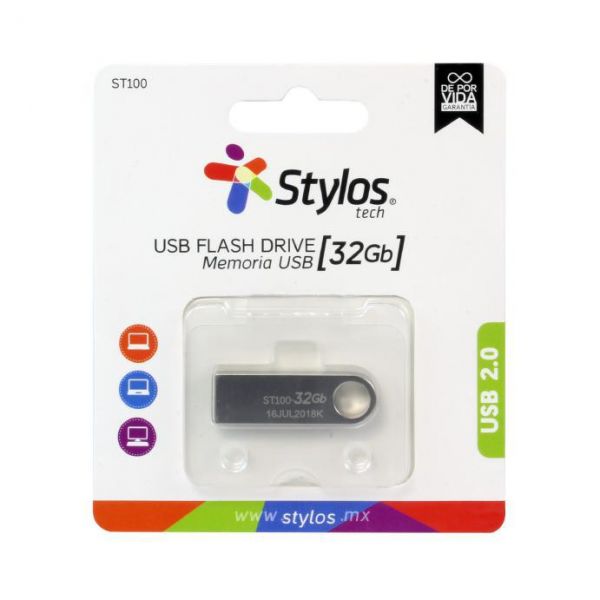 ST100
DE POR
VIDA
GARANTÍA
Stylos®
tech
USB FLASH DRIVE
Memoria USB
[32Gb]
USB 2.0
ST100-32Gb
16JUL2018K
www.stylos.mx